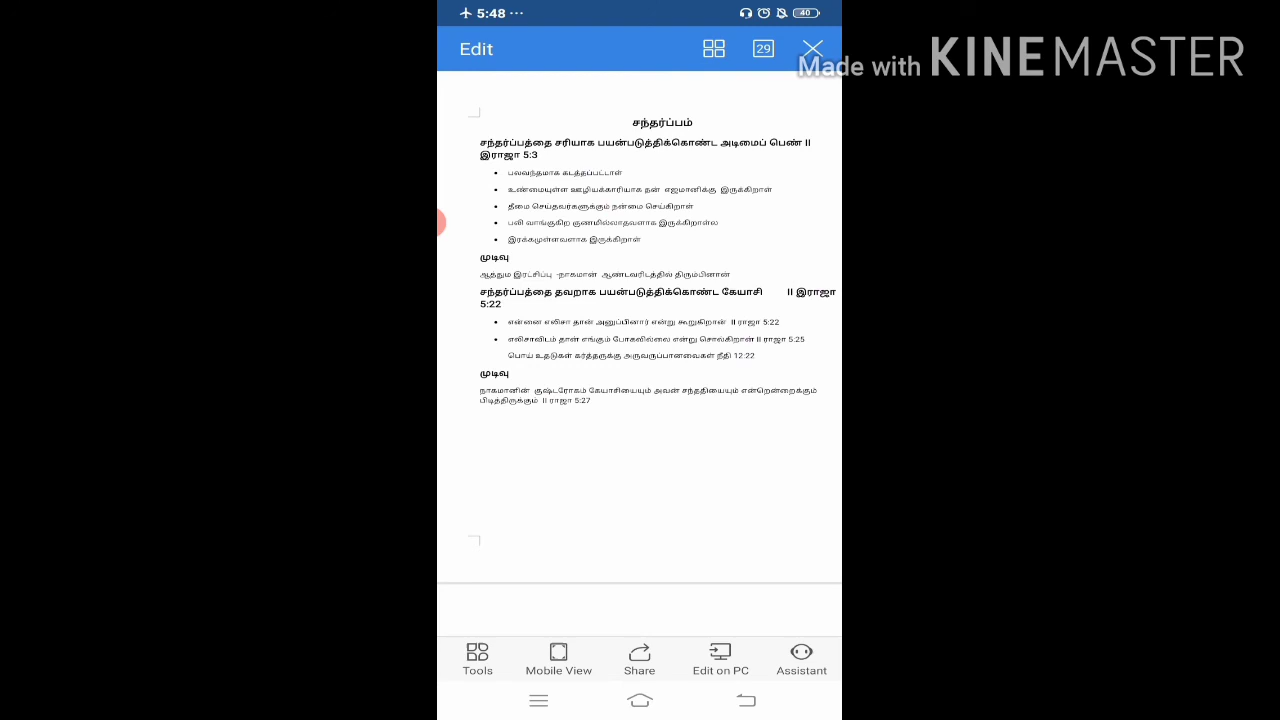 5:48 ...
40
Edit
29
Made with KINEMASTER
சந்தர்ப்பம்
சந்தர்ப்பத்தை சரியாக பயன்படுத்திக்கொண்ட அடிமைப் பெண் II
இராஜா 5:3
• பலவந்தமாக கடத்தப்பட்டாள்
• உண்மையுள்ள ஊழியக்காரியாக தன் எஜமானிக்கு இருக்கிறாள்
• தீமை செய்தவர்களுக்கும் நன்மை செய்கிறாள்
• பலி வாங்குகிற குணமில்லாதவளாக இருக்கிறாள்ல
• இரக்கமுள்ளவளாக இருக்கிறாள்
முடிவு
ஆத்தும இரட்சிப்பு -நாகமான் ஆண்டவரிடத்தில் திரும்பினான்
சந்தர்ப்பத்தை தவறாக பயன்படுத்திக்கொண்ட கேயாசி II இராஜா
5:22
• என்னை எலிசா தான் அனுப்பினார் என்று கூறுகிறான் II ராஜா 5:22
• எலிசாவிடம் தான் எங்கும் போகவில்லை என்று சொல்கிறான் II ராஜா 5:25
பொய் உதடுகள் கர்த்தருக்கு அருவருப்பானவைகள் நீதி 12:22
முடிவு
நாகமானின் குஷ்டரோகம் கேயாசியையும் அவன் சந்ததியையும் என்றென்றைக்கும்
பிடித்திருக்கும் II ராஜா 5:27
Tools
Mobile View
Share
Edit on PC
Assistant